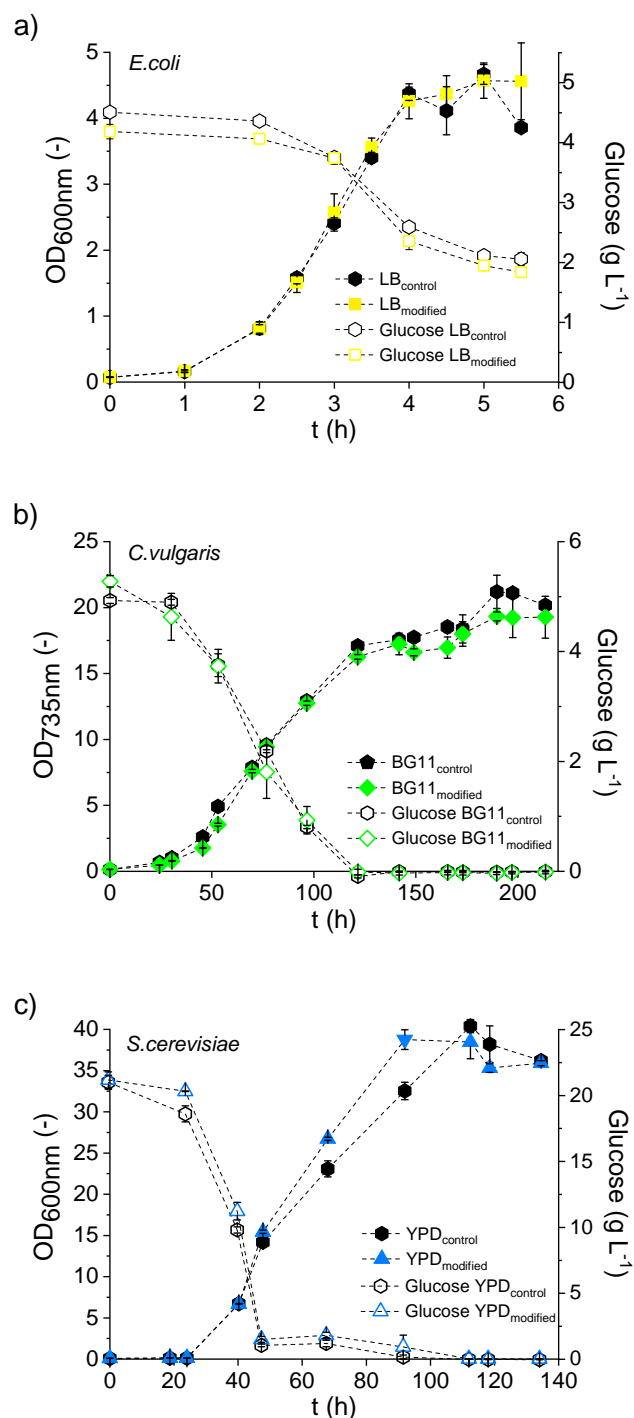 a)
E.coli
5
4
3
2
1
0
OD600nm (-)
5
4
3
2
1
0
Glucose (g L-1)
LBcontrol
LBmodified
Glucose LBcontrol
Glucose LBmodified
0 1 2 3 4 5 6
t (h)
b)
C.vulgaris
25
20
15
10
5
0
OD735nm (-)
6
4
2
0
Glucose (g L-1)
BG11control
BG11modified
Glucose BG11control
Glucose BG11modified
0 50 100 150 200
t (h)
c)
S.cerevisiae
40
35
30
25
20
15
10
5
0
OD600nm (-)
25
20
15
10
5
0
Glucose (g L-1)
YPDcontrol
YPDmodified
Glucose YPDcontrol
Glucose YPDmodified
0 20 40 60 80 100 120 140
t (h)